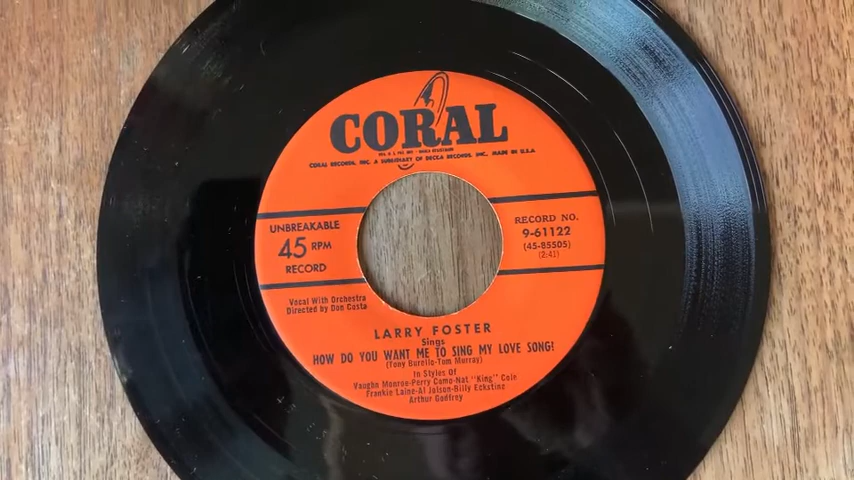 CORAL
CORAL RECORDS, INC. A SUBSIDIARY OF DECCA RECORDS, INC., MADE IN U.S.A
UNBREAKABLE
45 RPM
RECORD
RECORD NO.
9-61122
(45-85505)
(2:41)
Vocal With Orchestra
Directed by Don Costa
LARRY FOSTER
Sings
HOW DO YOU WANT ME TO SING MY LOVE SONG?
(Tony Burello-Tom Murray)
In Styles Of
Vaughn Monroe-Perry Como-Nat "King" Cole
Frankie Laine-Al Jolson-Billy Eckstine
Arthur Godfrey